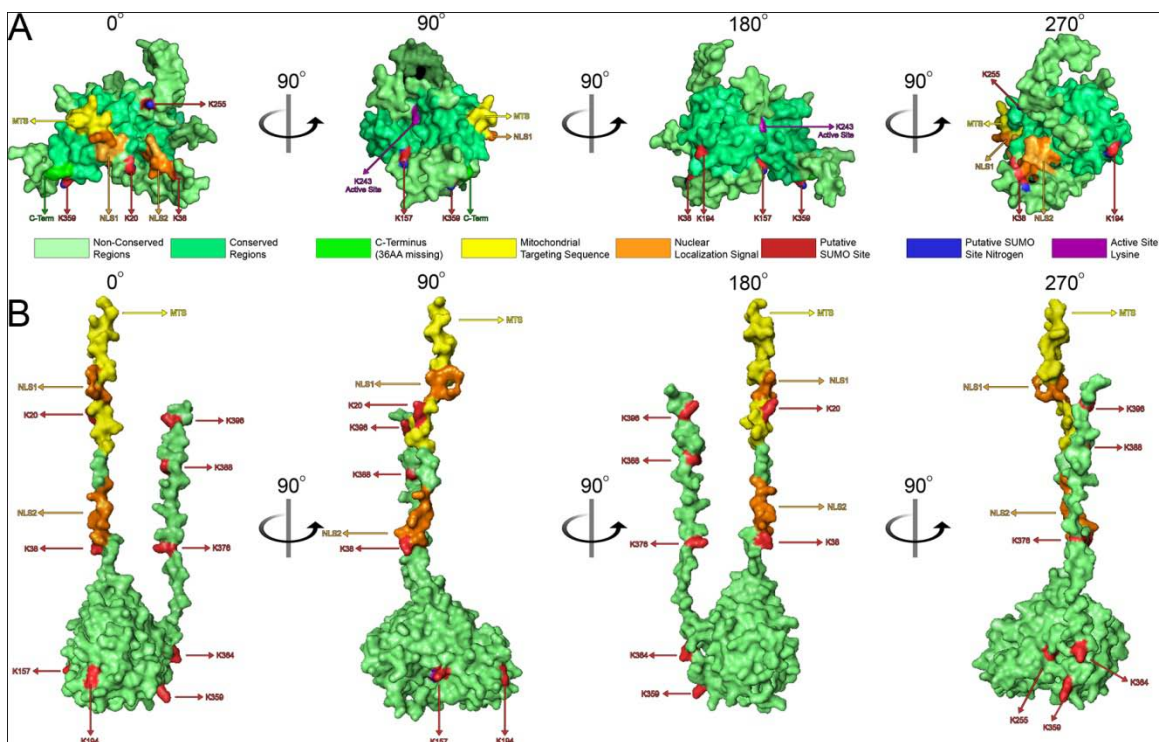 A
0°
90°
180°
270°
90°
90°
90°
MTS
K255
C-Term
K359
NLS1
K20
NLS2
K38
MTS
NLS1
K243
Active Site
K157
K359
C-Term
K243
Active Site
K38
K194
K157
K359
K255
MTS
NLS1
K38
NLS2
K194
Non-Conserved
Regions
Conserved
Regions
C-Terminus
(36AA missing)
Mitochondrial
Targeting Sequence
Nuclear
Localization Signal
Putative
SUMO Site
Putative SUMO
Site Nitrogen
Active Site
Lysine
B
0°
90°
180°
270°
90°
90°
90°
MTS
NLS1
K20
K396
K388
NLS2
K38
K376
K157
K364
K359
K194
MTS
NLS1
K20
K396
K388
NLS2
K38
K157
K194
MTS
NLS1
K396
K20
K388
NLS2
K376
K38
K364
K359
MTS
NLS1
K396
K388
NLS2
K376
K255
K359
K364